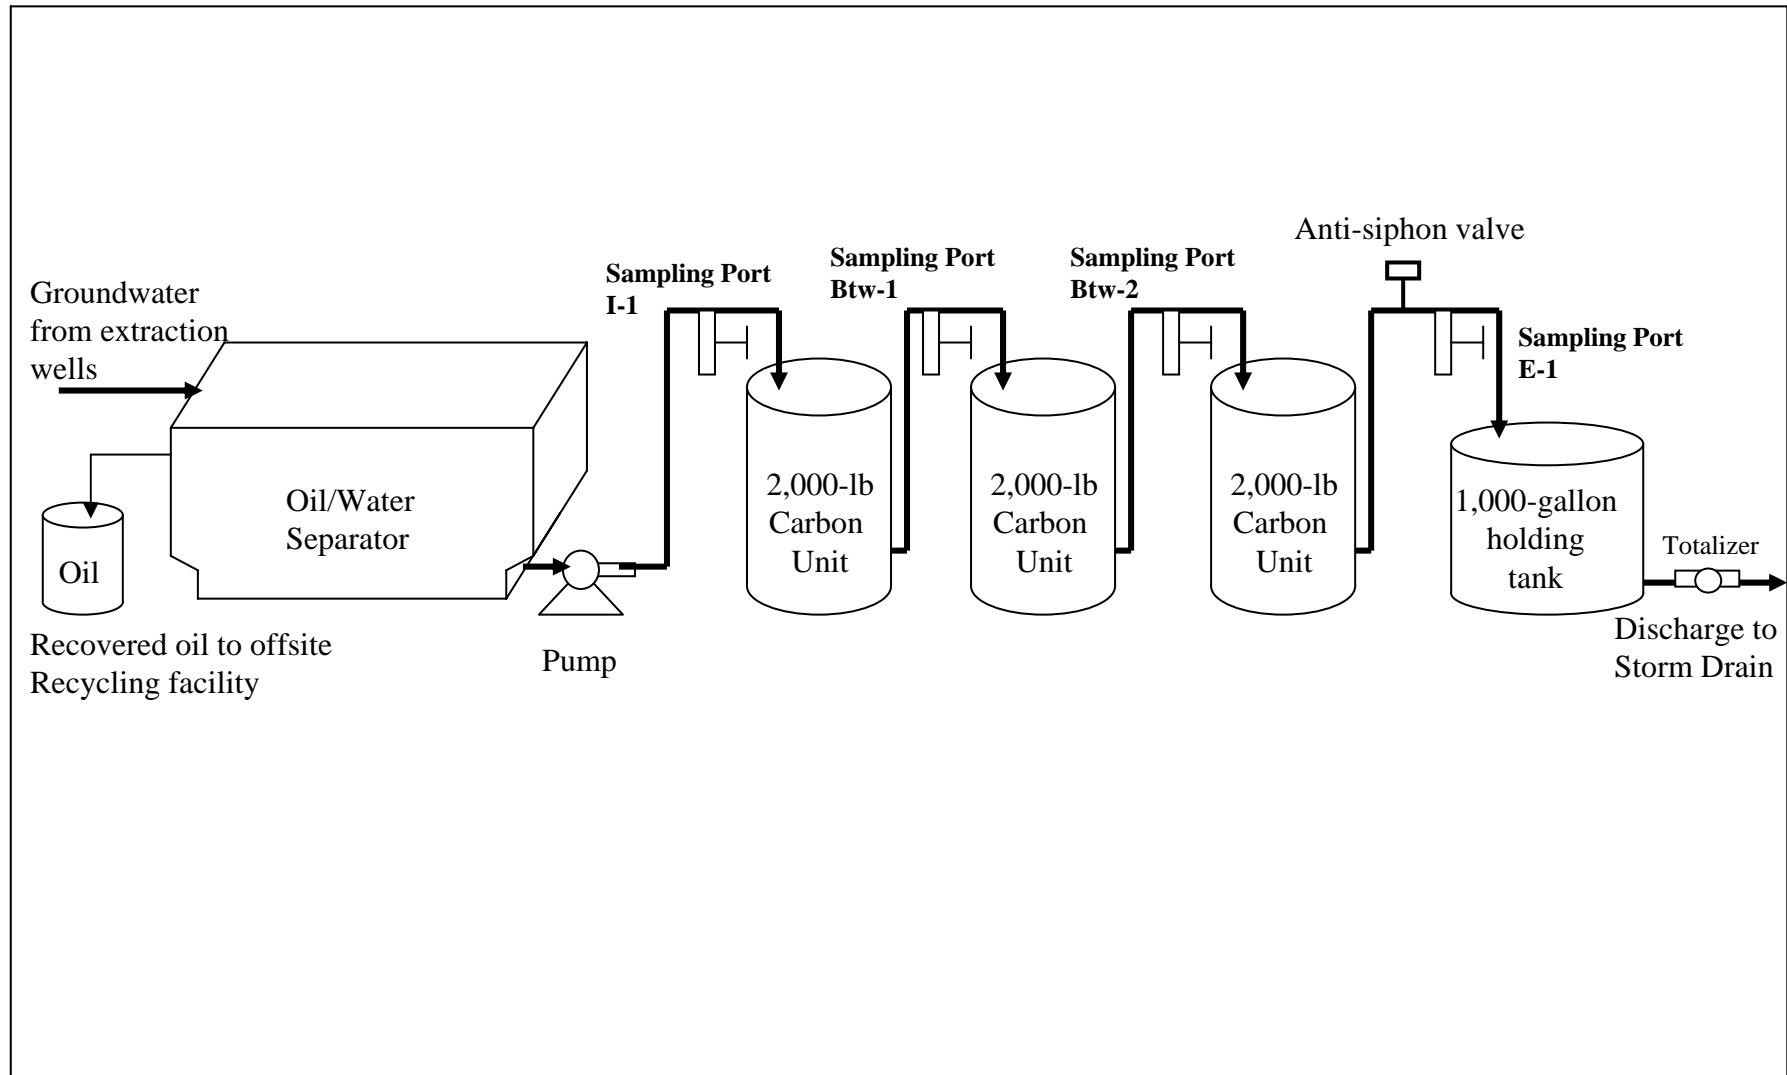 Groundwater
from extraction
wells
Oil/Water
Separator
Oil
Recovered oil to offsite
Recycling facility
Pump
Sampling Port
I-1
Sampling Port
Btw-1
Sampling Port
Btw-2
Anti-siphon valve
Sampling Port
E-1
2,000-lb
Carbon
Unit
2,000-lb
Carbon
Unit
2,000-lb
Carbon
Unit
1,000-gallon
holding
tank
Totalizer
Discharge to
Storm Drain